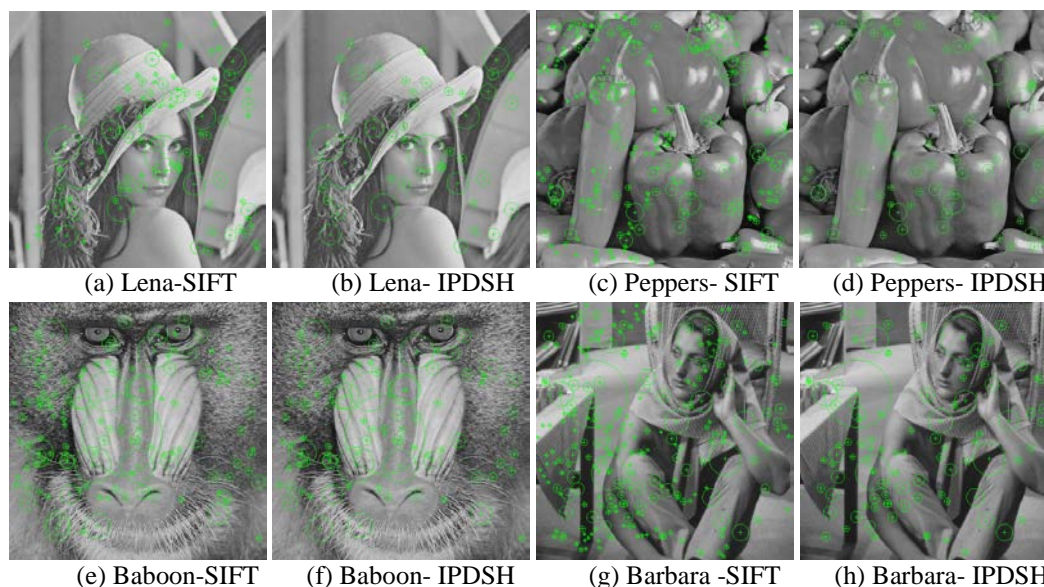 (a) Lena-SIFT
(b) Lena- IPDSH
(c) Peppers- SIFT
(d) Peppers- IPDSH
(e) Baboon-SIFT
(f) Baboon- IPDSH
(g) Barbara -SIFT
(h) Barbara- IPDSH